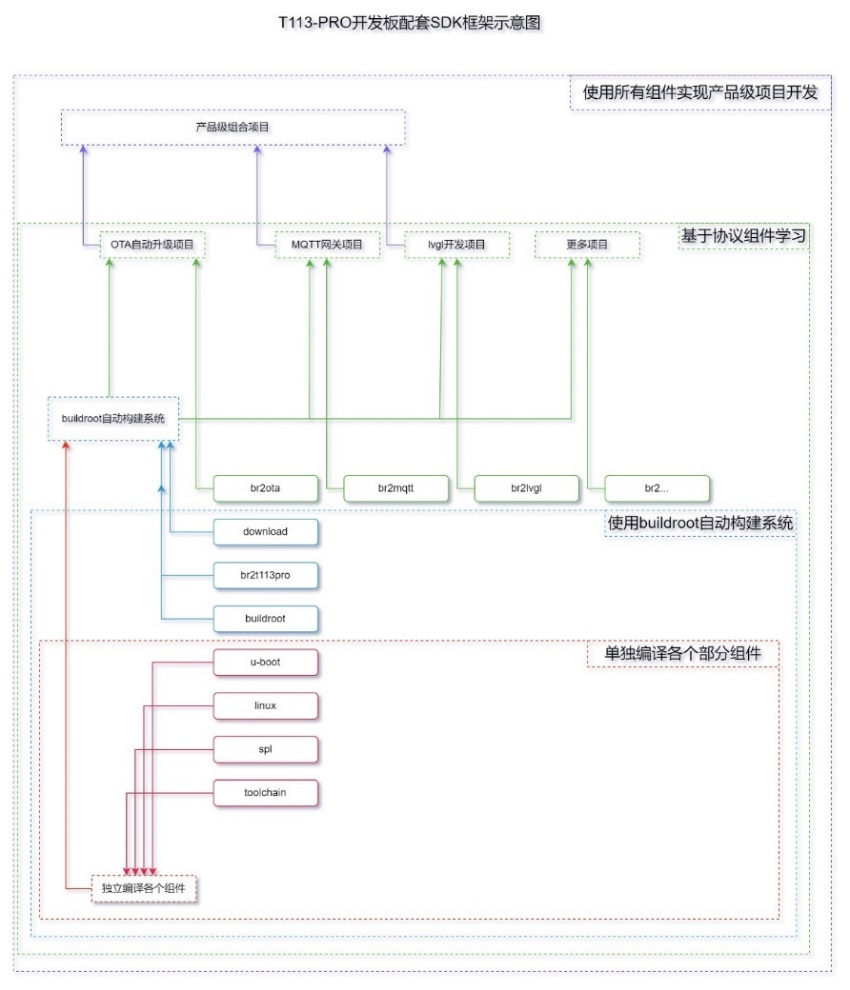 T113-PRO开发板配套SDK框架示意图
使用所有组件实现产品级项目开发
产品级组合项目
基于协议组件学习
OTA自动升级项目
MQTT网关项目
lvgl开发项目
更多项目
buildroot自动构建系统
br2ota
br2mqtt
br2lvgl
br2...
使用buildroot自动构建系统
download
br2t113pro
buildroot
单独编译各个部分组件
u-boot
linux
spl
toolchain
独立编译各个组件